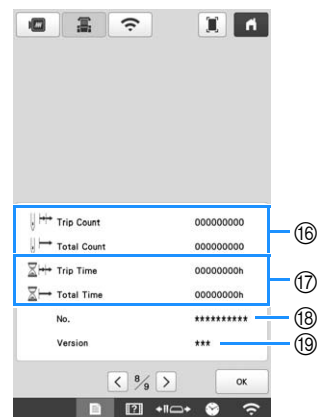 Trip Count 000000000
Total Count 000000000
⑯
Trip Time 00000000h
Total Time 00000000h
⑰
No. ********** ⑱
Version *** ⑲
< 8/9 > OK
[?]